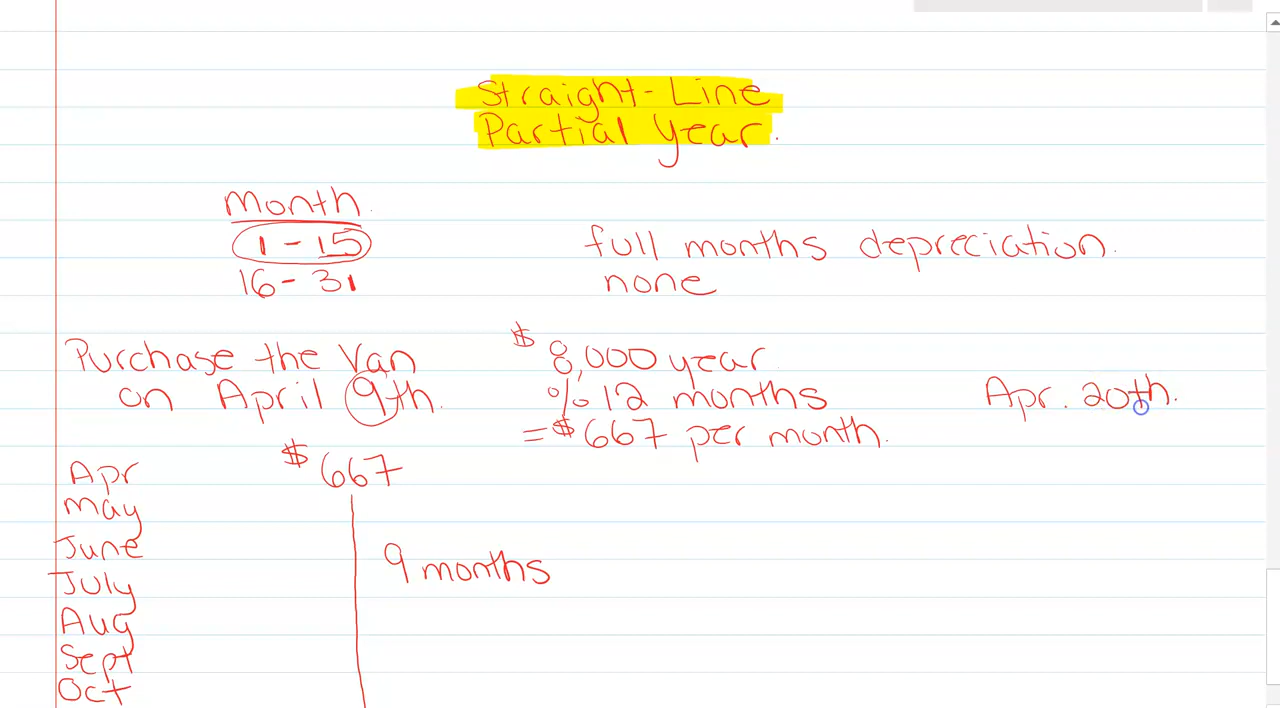 Straight-Line
Partial Year.
Month
1-15 full months depreciation.
16-31 none
Purchase the Van $8,000 year
on April 9th. % 12 months Apr. 20th.
= $667 per month.
Apr $667
May
June 9 months
July
Aug
Sept
Oct